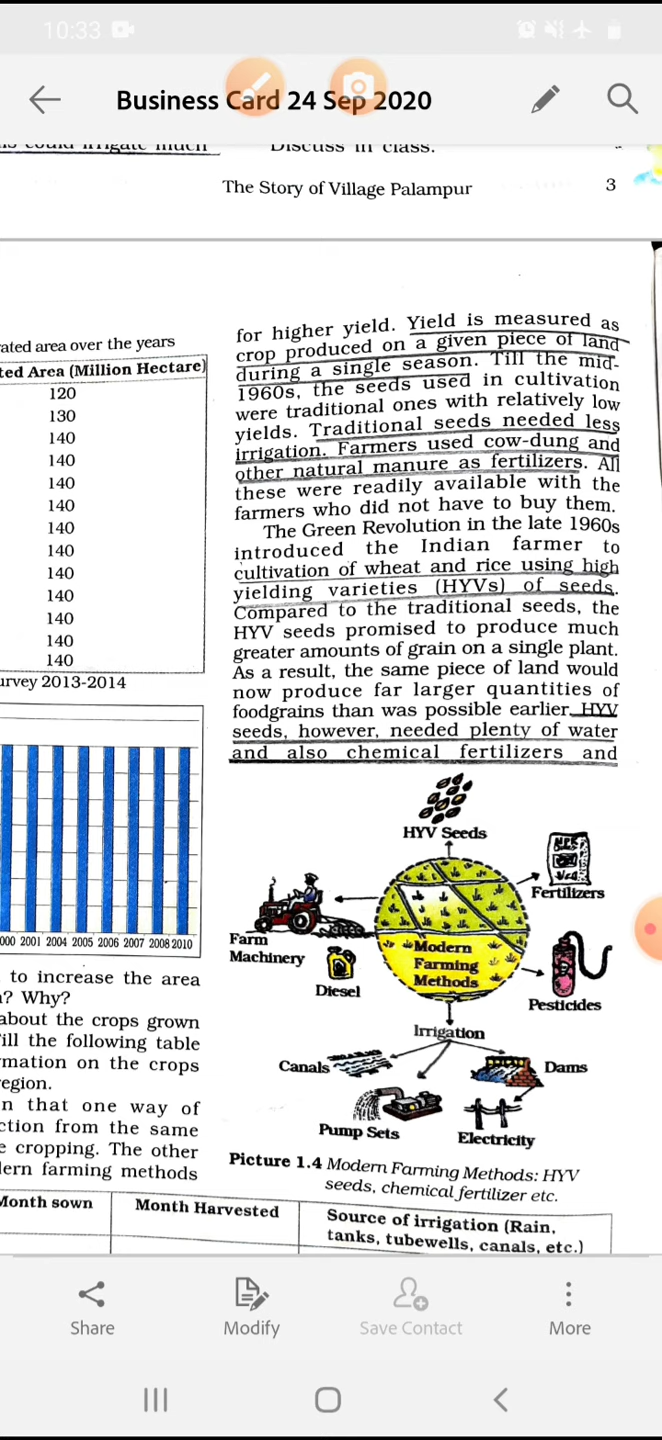 10:33
Business Card 24 Sep 2020
Discuss in class.
The Story of Village Palampur
3
ated area over the years
ted Area (Million Hectare)
120
130
140
140
140
140
140
140
140
140
140
140
140
urvey 2013-2014
000 2001 2004 2005 2006 2007 2008 2010
to increase the area
? Why?
about the crops grown
ill the following table
mation on the crops
egion.
n that one way of
ction from the same
e cropping. The other
dern farming methods
for higher yield. Yield is measured as
crop produced on a given piece of land
during a single season. Till the mid-
1960s, the seeds used in cultivation
were traditional ones with relatively low
yields. Traditional seeds needed less
irrigation. Farmers used cow-dung and
other natural manure as fertilizers. All
these were readily available with the
farmers who did not have to buy them.
The Green Revolution in the late 1960s
introduced the Indian farmer to
cultivation of wheat and rice using high
yielding varieties (HYVs) of seeds.
Compared to the traditional seeds, the
HYV seeds promised to produce much
greater amounts of grain on a single plant.
As a result, the same piece of land would
now produce far larger quantities of
foodgrains than was possible earlier. HYV
seeds, however, needed plenty of water
and also chemical fertilizers and
HYV Seeds
Fertilizers
Farm
Machinery
Diesel
Modern
Farming
Methods
Pesticides
Irrigation
Canals
Dams
Pump Sets
Electricity
Picture 1.4 Modern Farming Methods: HYV
seeds, chemical fertilizer etc.
Month sown
Month Harvested
Source of irrigation (Rain,
tanks, tubewells, canals, etc.)
Share
Modify
Save Contact
More